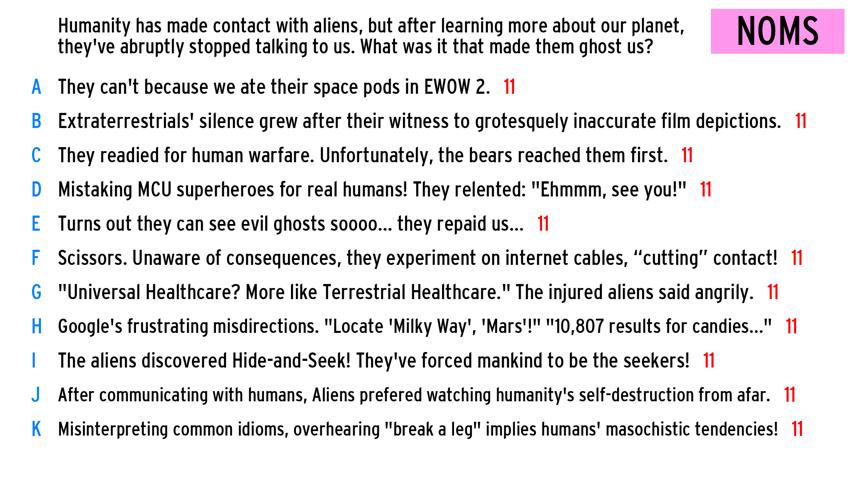 Humanity has made contact with aliens, but after learning more about our planet,
they've abruptly stopped talking to us. What was it that made them ghost us?
NOMS
A They can't because we ate their space pods in EWOW 2. 11
B Extraterrestrials' silence grew after their witness to grotesquely inaccurate film depictions. 11
C They readied for human warfare. Unfortunately, the bears reached them first. 11
D Mistaking MCU superheroes for real humans! They relented: "Ehmmm, see you!" 11
E Turns out they can see evil ghosts soooo... they repaid us... 11
F Scissors. Unaware of consequences, they experiment on internet cables, “cutting” contact! 11
G "Universal Healthcare? More like Terrestrial Healthcare." The injured aliens said angrily. 11
H Google's frustrating misdirections. "Locate 'Milky Way', 'Mars'!" "10,807 results for candies..." 11
I The aliens discovered Hide-and-Seek! They've forced mankind to be the seekers! 11
J After communicating with humans, Aliens prefered watching humanity's self-destruction from afar. 11
K Misinterpreting common idioms, overhearing "break a leg" implies humans' masochistic tendencies! 11